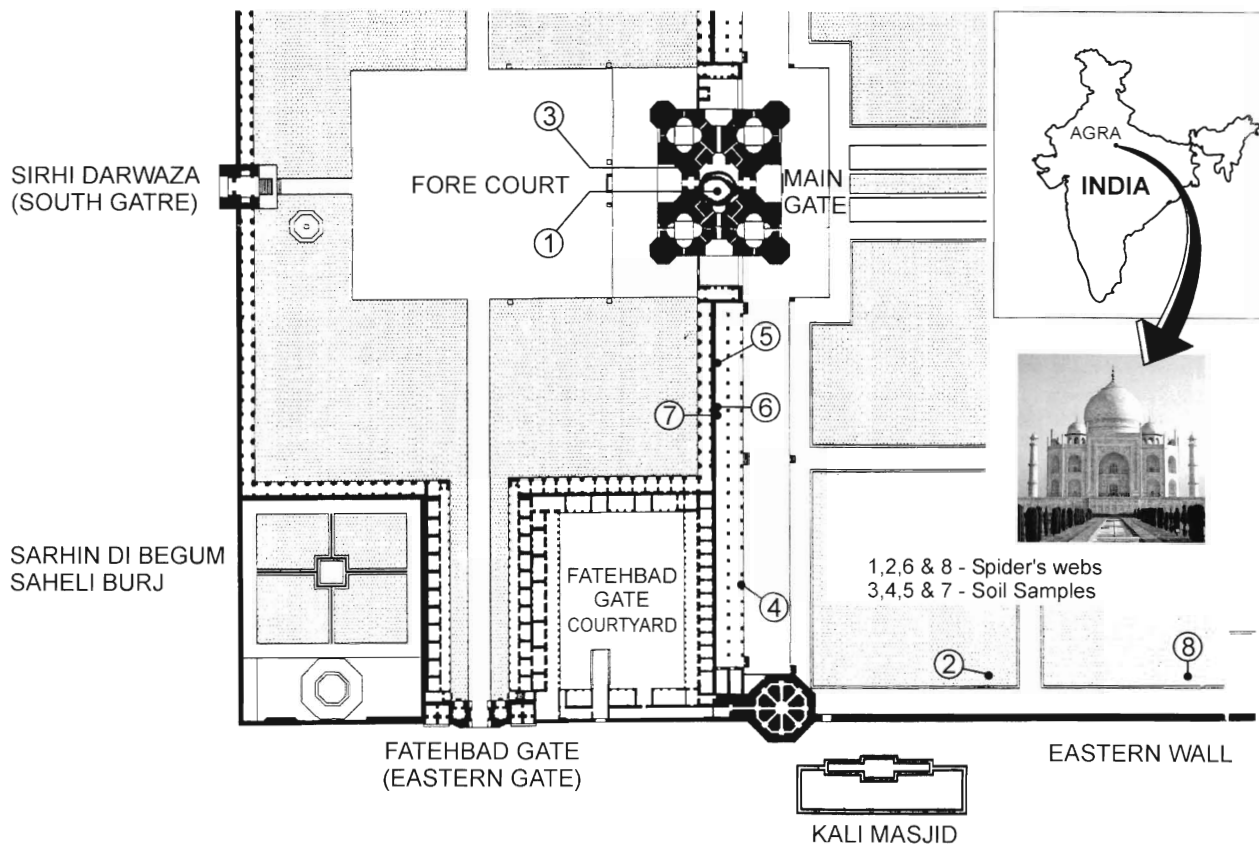 SIRHI DARWAZA
(SOUTH GATRE)
FORE COURT
MAIN
GATE
3
1
AGRA
INDIA
5
6
7
4
2
8
SARHIN DI BEGUM
SAHELI BURJ
FATEHBAD
GATE
COURTYARD
1,2,6 & 8 - Spider's webs
3,4,5 & 7 - Soil Samples
FATEHBAD GATE
(EASTERN GATE)
EASTERN WALL
KALI MASJID